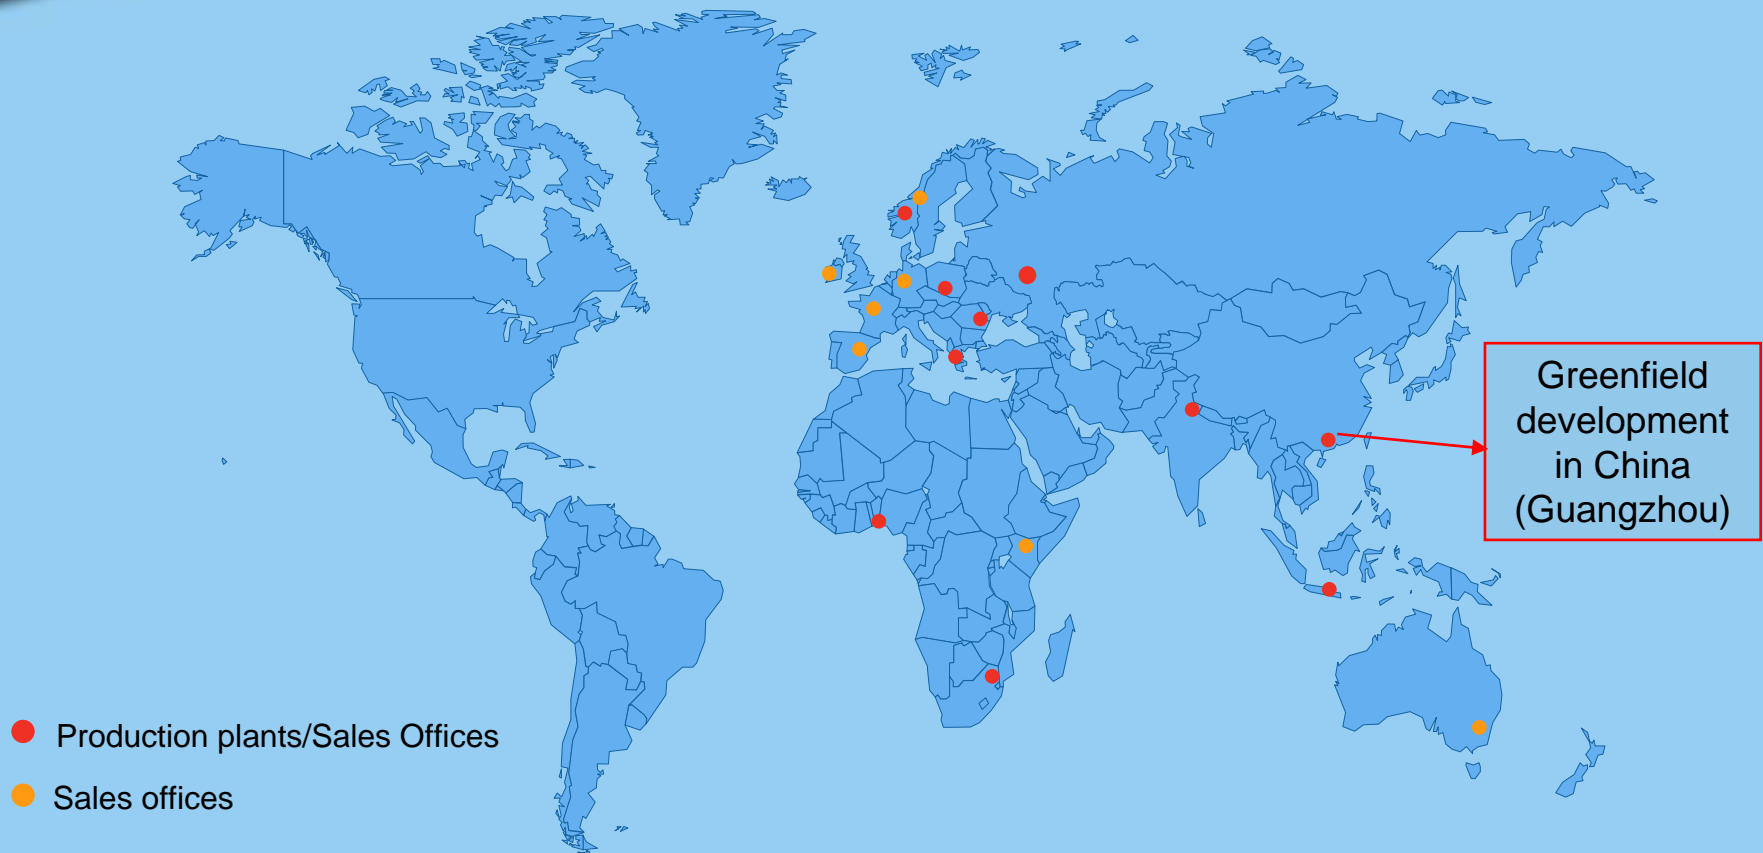 Greenfield
development
in China
(Guangzhou)
Production plants/Sales Offices
Sales offices